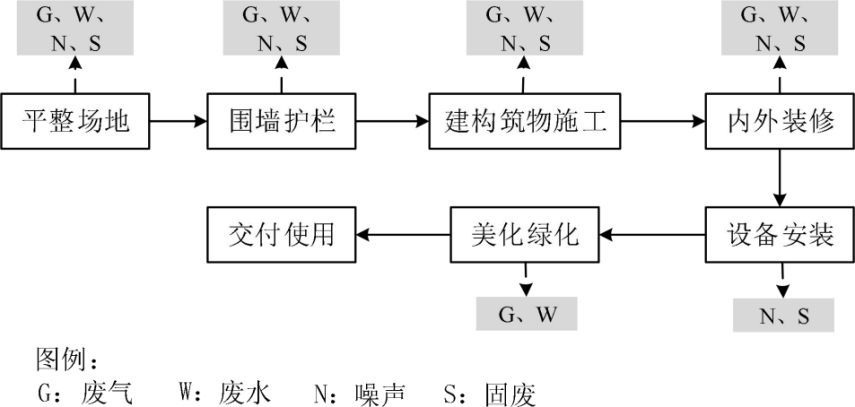 G、W、
N、S
G、W、
N、S
G、W、
N、S
G、W、
N、S
平整场地
围墙护栏
建构筑物施工
内外装修
交付使用
美化绿化
设备安装
G、W
N、S
图例：
G：废气 W：废水 N：噪声 S：固废